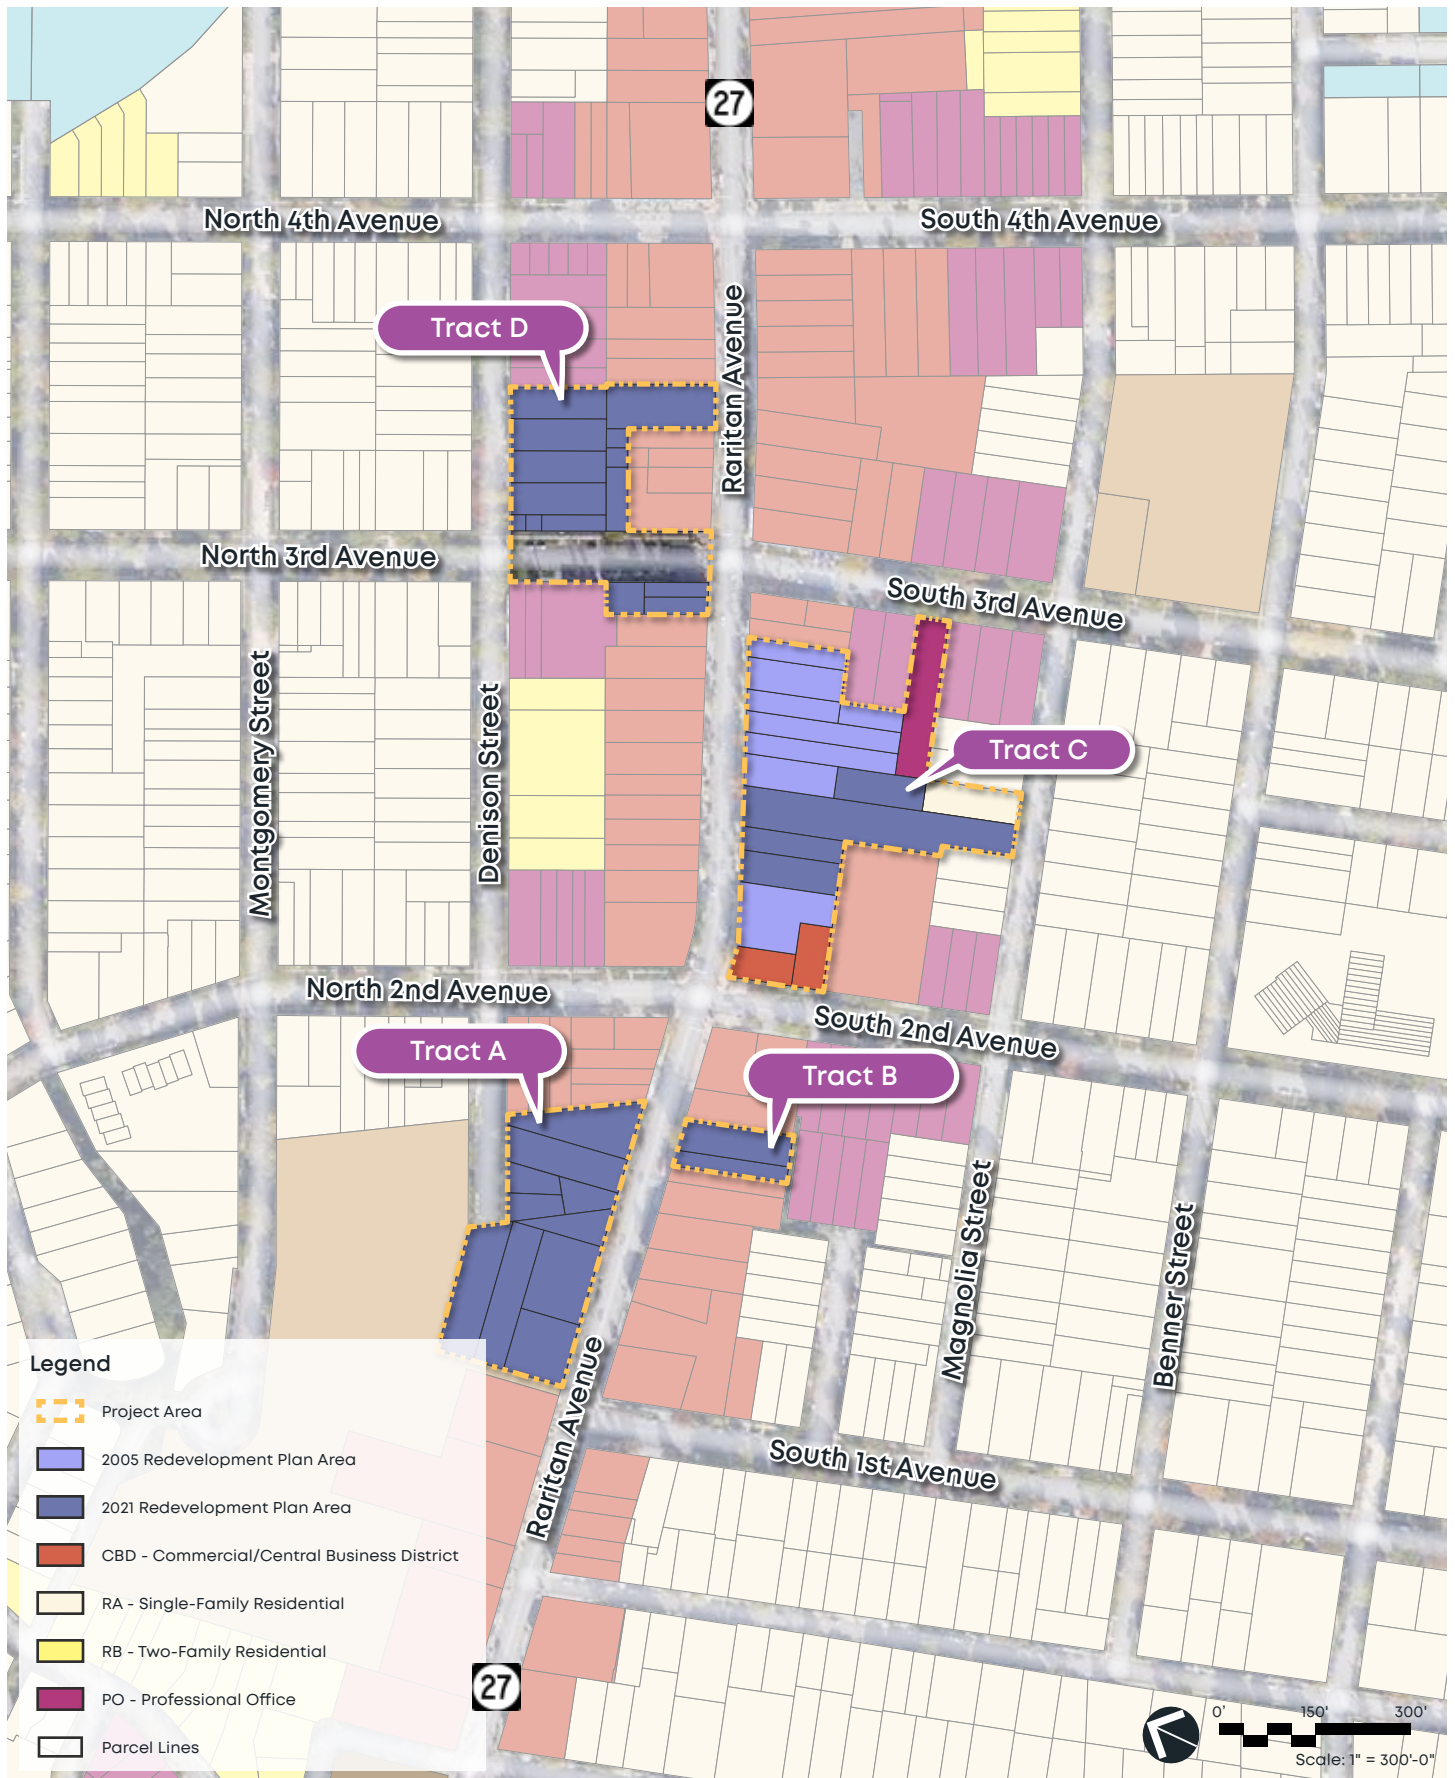 27
North 4th Avenue
South 4th Avenue
Tract D
Raritan Avenue
North 3rd Avenue
South 3rd Avenue
Montgomery Street
Denison Street
Tract C
North 2nd Avenue
South 2nd Avenue
Tract A
Tract B
Magnolia Street
Benner Street
Raritan Avenue
South 1st Avenue
27
Legend
Project Area
2005 Redevelopment Plan Area
2021 Redevelopment Plan Area
CBD - Commercial/Central Business District
RA - Single-Family Residential
RB - Two-Family Residential
PO - Professional Office
Parcel Lines
0' 150' 300'
Scale: 1" = 300'-0"